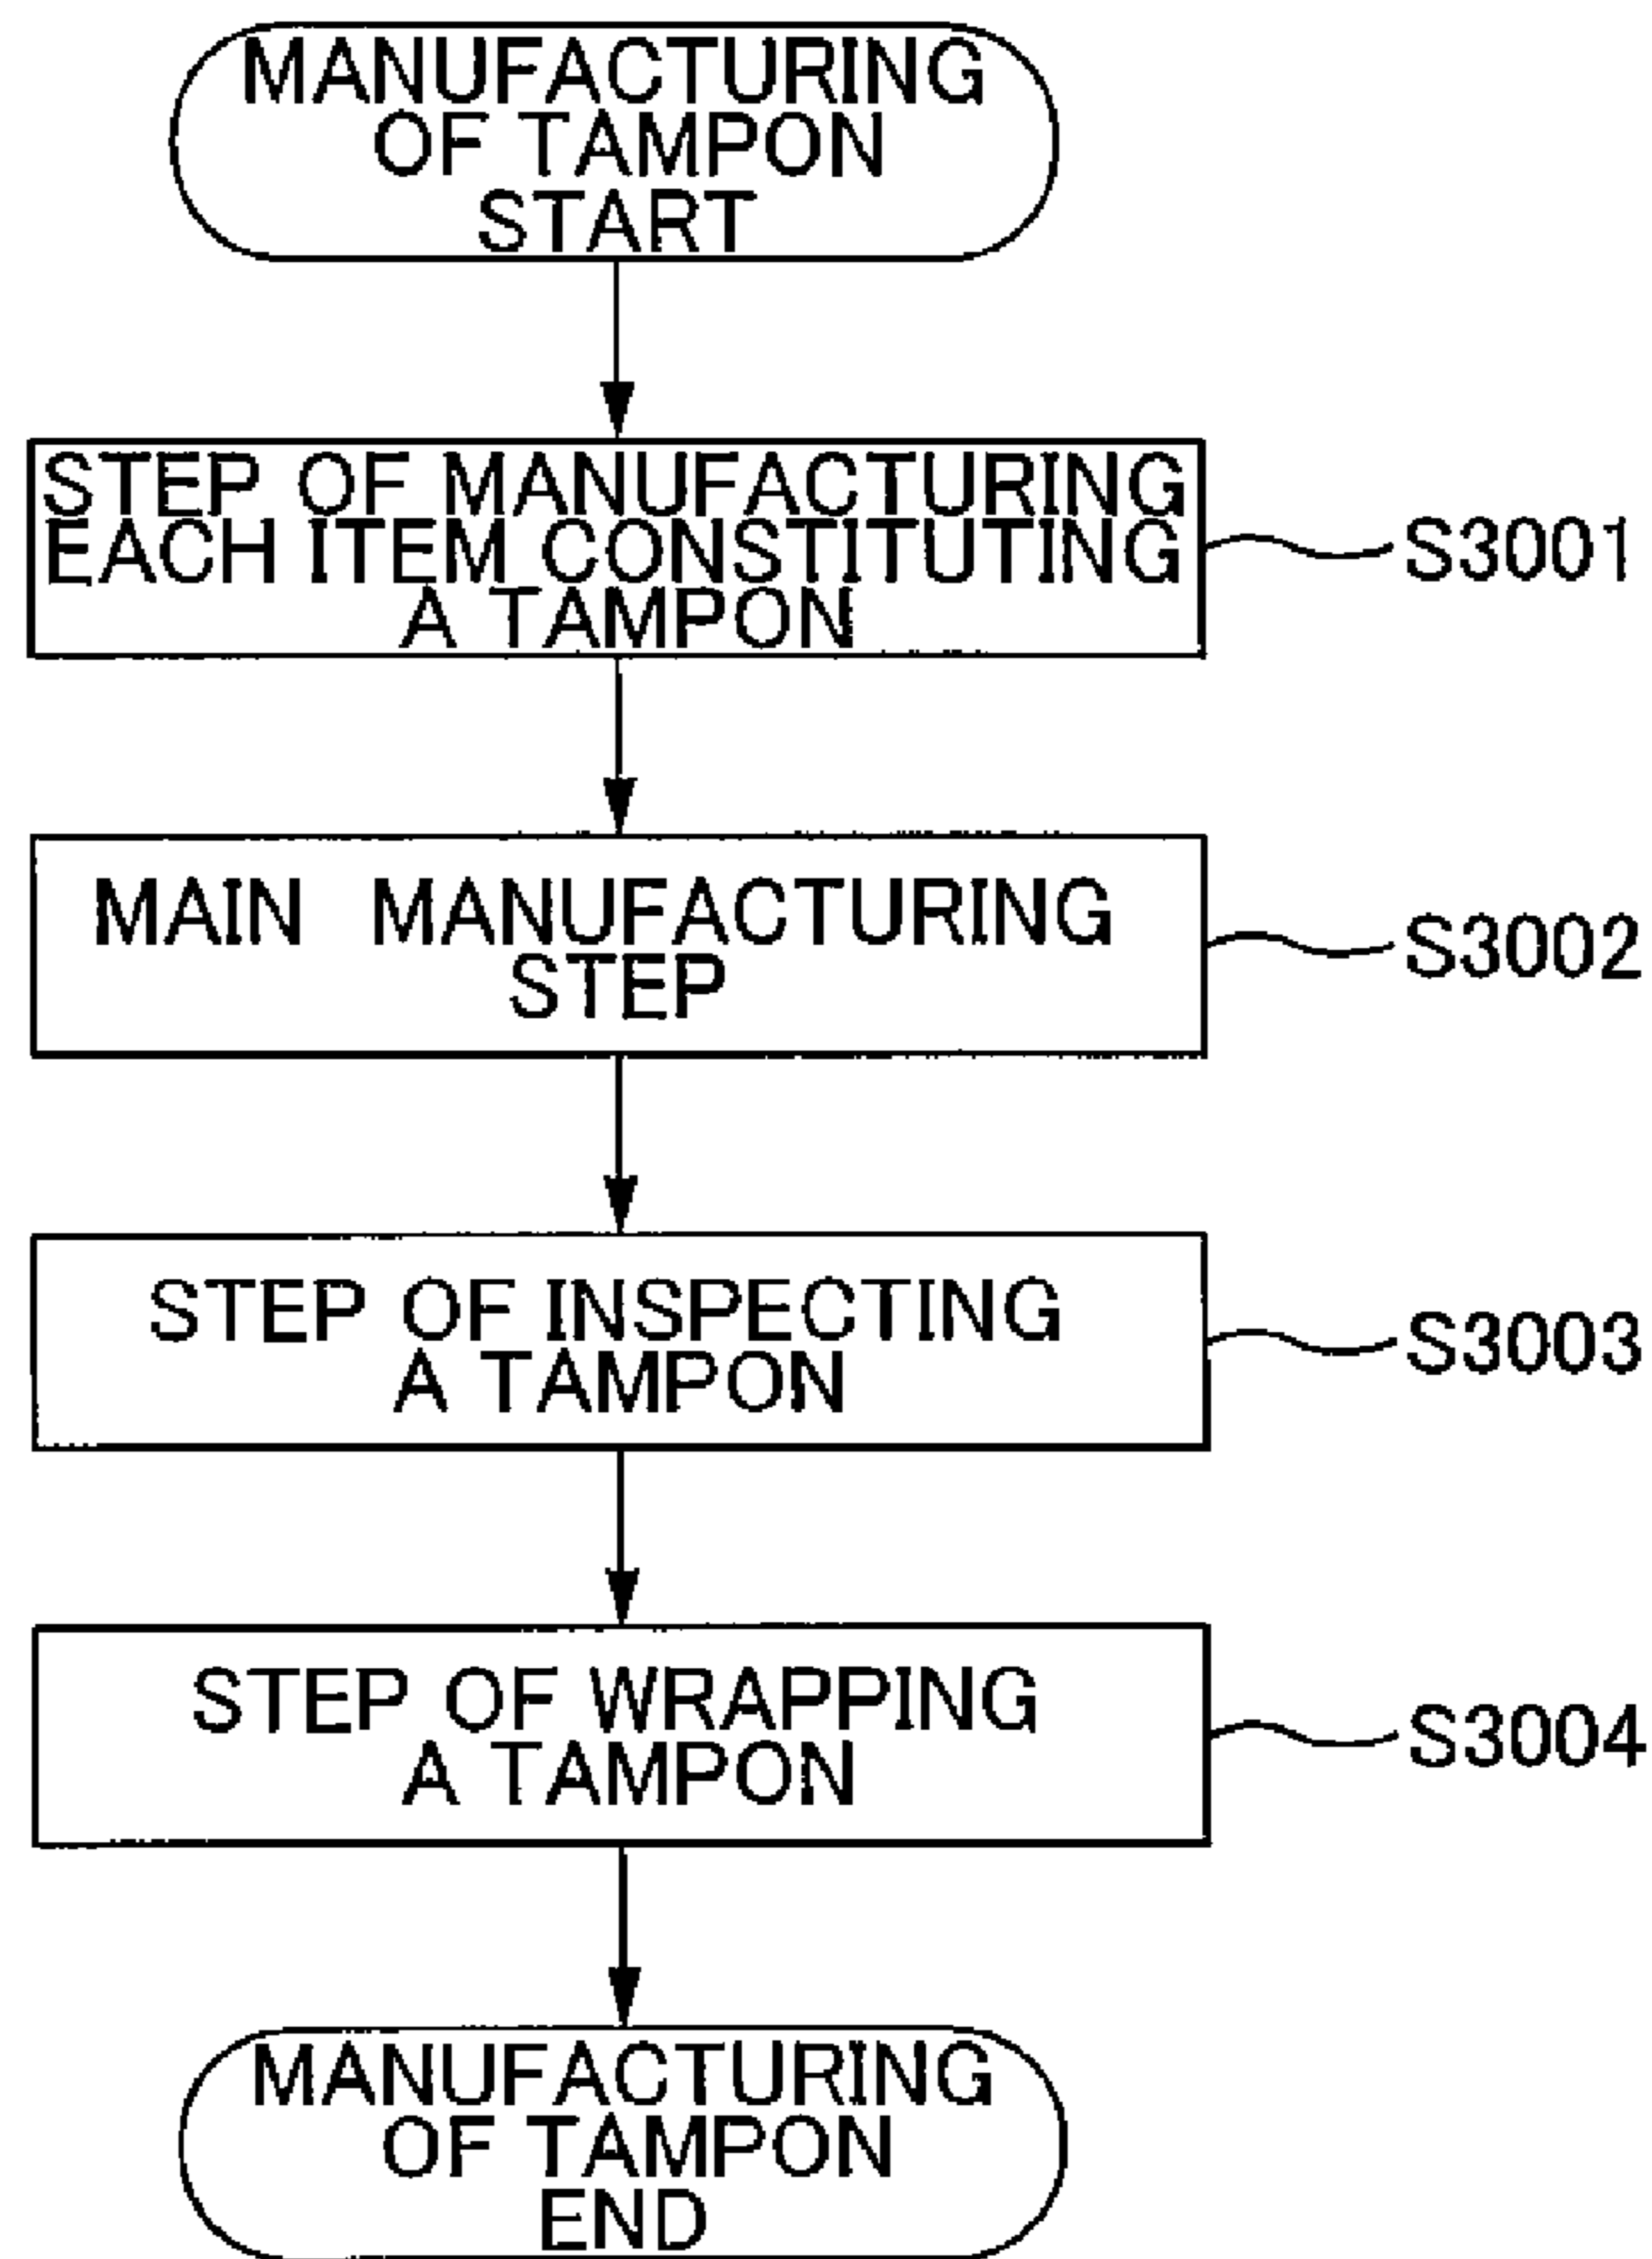 MANUFACTURING
OF TAMPON
START
STEP OF MANUFACTURING
EACH ITEM CONSTITUTING
A TAMPON
S3001
MAIN MANUFACTURING
STEP
S3002
STEP OF INSPECTING
A TAMPON
S3003
STEP OF WRAPPING
A TAMPON
S3004
MANUFACTURING
OF TAMPON
END